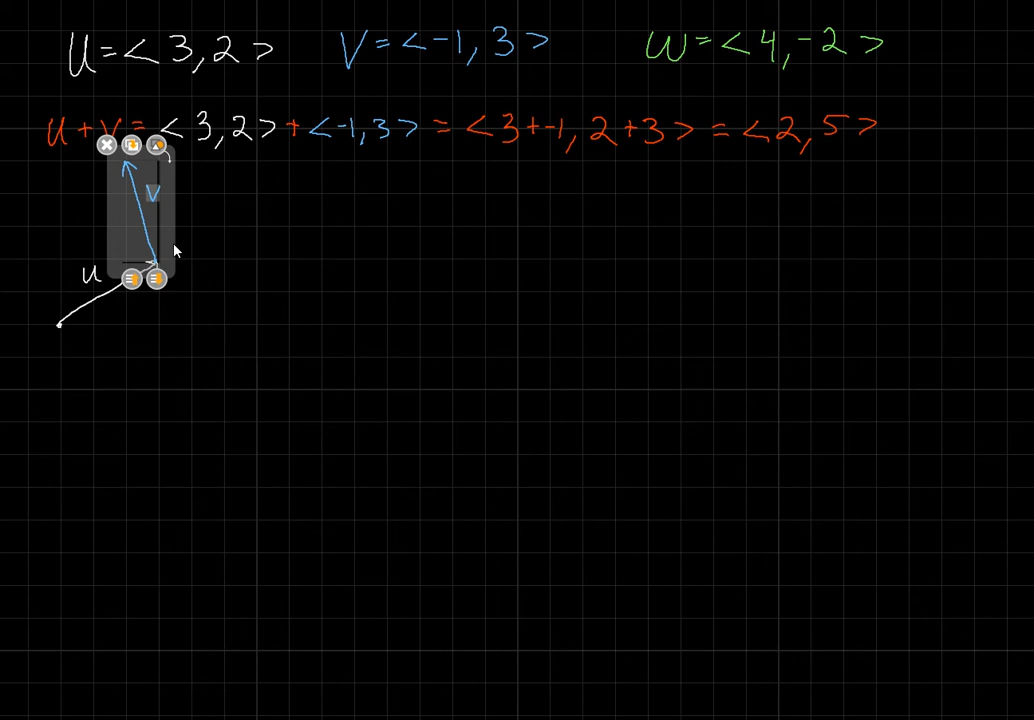 U=<3,2> V=<-1,3> W=<4,-2>
U+V=<3,2>+<-1,3>=<3+-1,2+3>=<2,5>
V
U